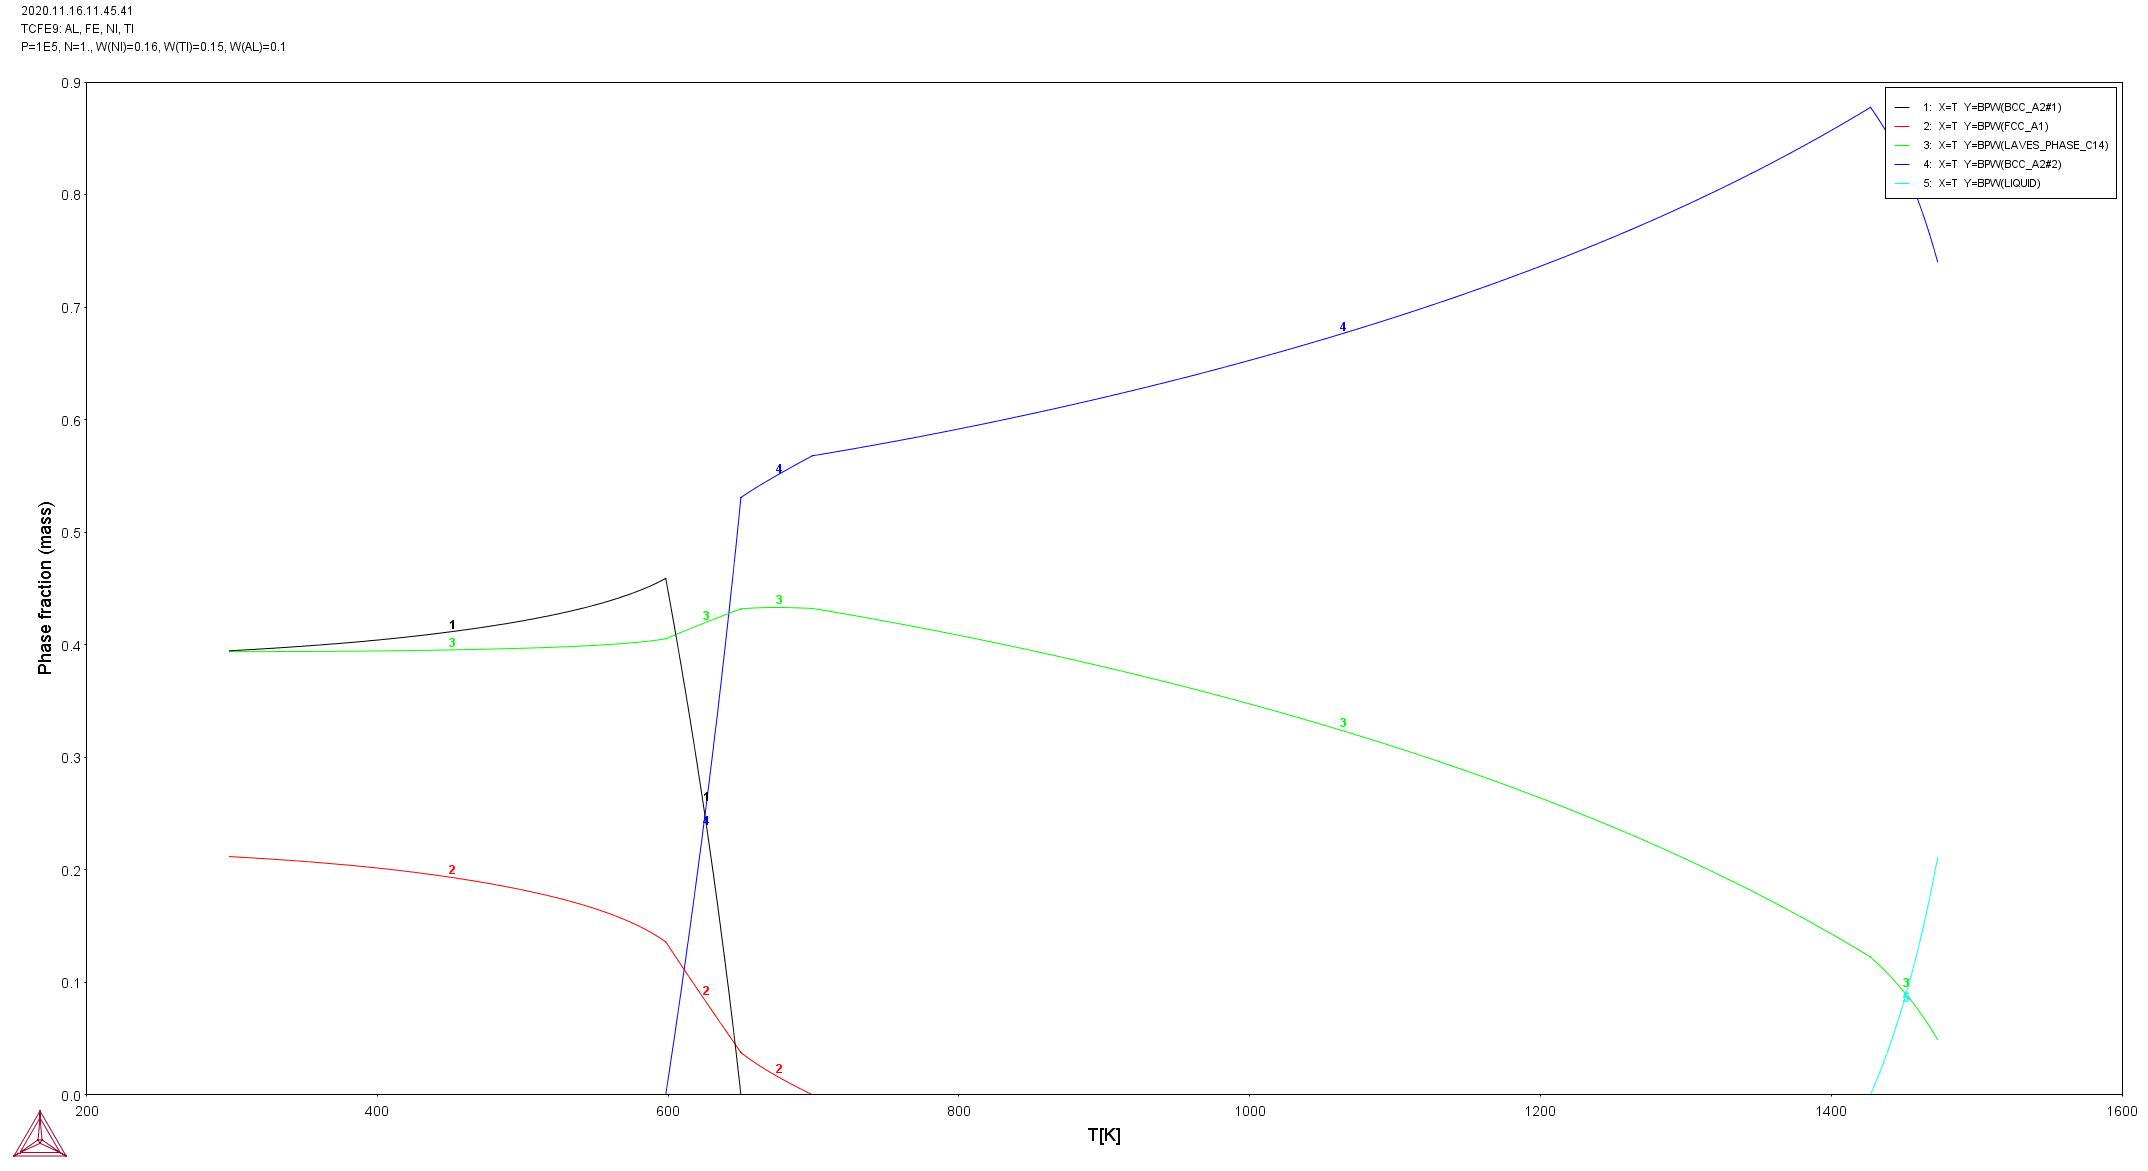 2020.11.16.11.45.41
TCFE9: AL, FE, NI, TI
P=1E5, N=1., W(NI)=0.16, W(TI)=0.15, W(AL)=0.1
0.9
1: X=T Y=BPW(BCC_A2#1)
2: X=T Y=BPW(FCC_A1)
3: X=T Y=BPW(LAVES_PHASE_C14)
4: X=T Y=BPW(BCC_A2#2)
5: X=T Y=BPW(LIQUID)
0.8
0.7
4
0.6
4
0.5
3
3
1
3
0.4
3
0.3
1
4
0.2
2
2
3
5
0.1
2
0.0
Phase fraction (mass)
200 400 600 800 1000 1200 1400 1600
T[K]